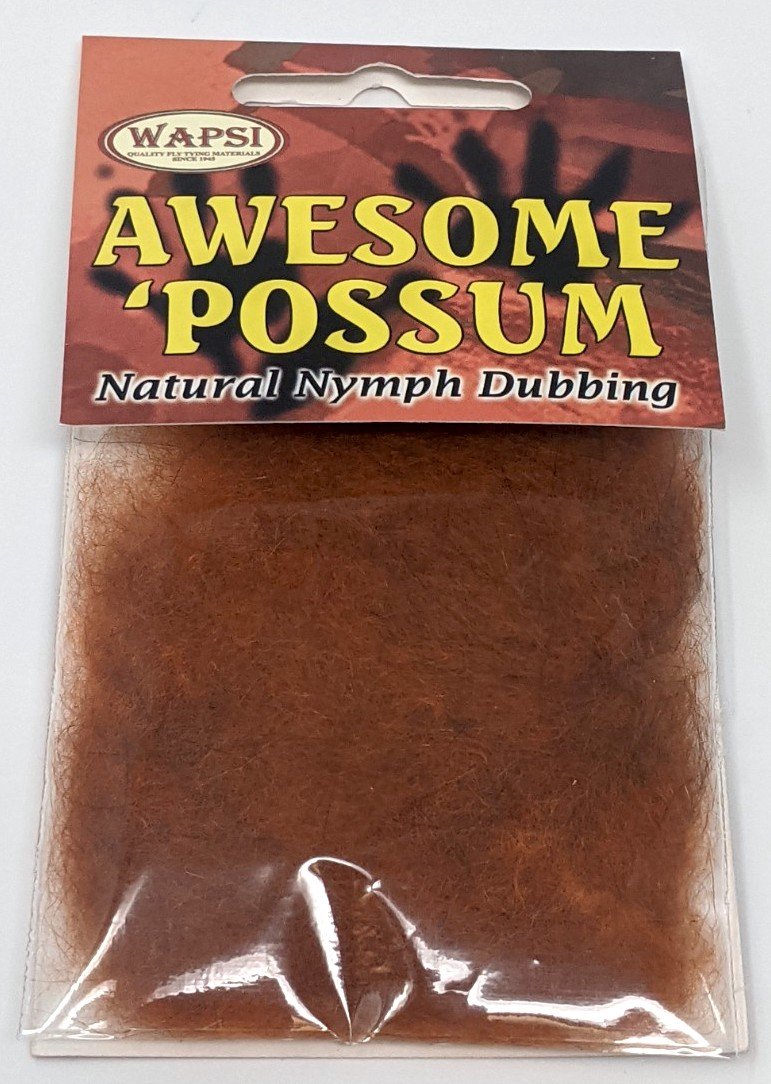 WAPSI
QUALITY FLY TYING MATERIALS
SINCE 1945
AWESOME
‘POSSUM
Natural Nymph Dubbing